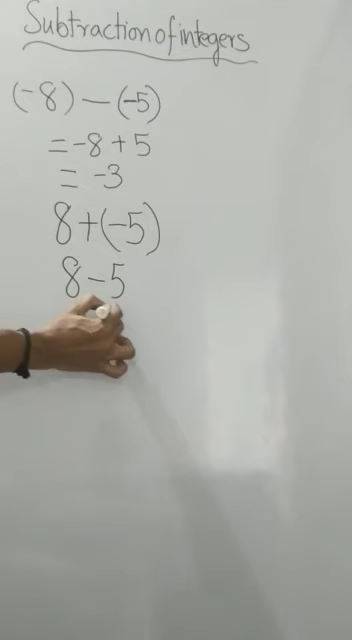 Subtraction of integers
(-8) - (-5)
= -8 + 5
= -3
8+(-5)
8-5